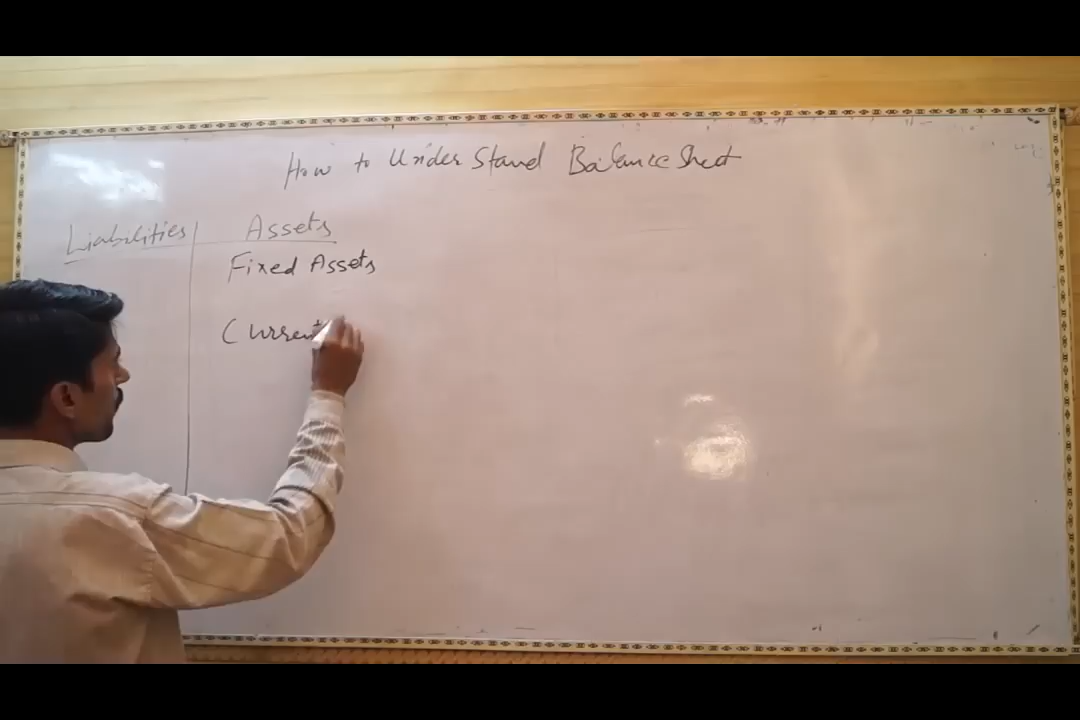 How to Under Stand Balance Sheet
Liabilities Assets
Fixed Assets
Current